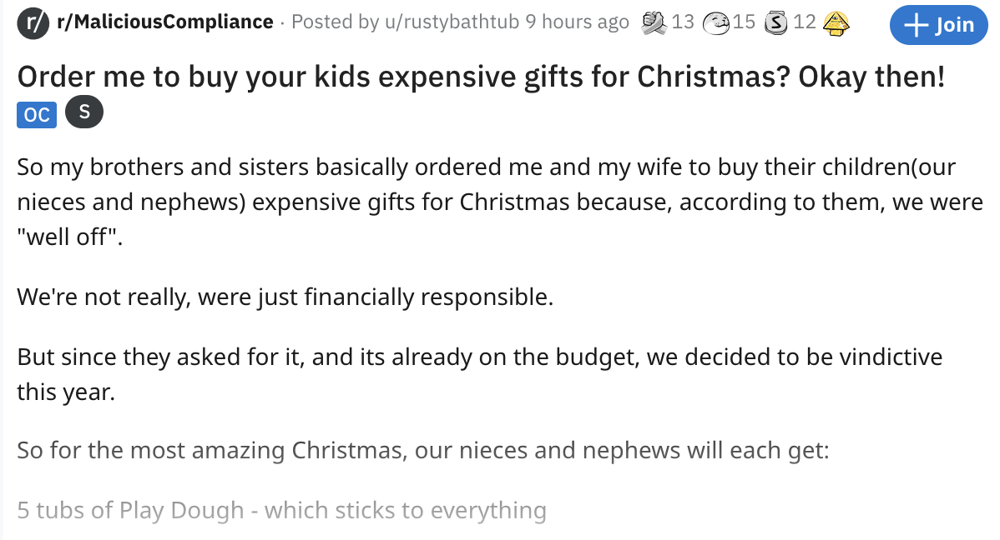 r/ r/MaliciousCompliance · Posted by u/rustybathtub 9 hours ago 13 15 S 12 + Join
Order me to buy your kids expensive gifts for Christmas? Okay then!
OC S
So my brothers and sisters basically ordered me and my wife to buy their children(our
nieces and nephews) expensive gifts for Christmas because, according to them, we were
"well off".
We're not really, were just financially responsible.
But since they asked for it, and its already on the budget, we decided to be vindictive
this year.
So for the most amazing Christmas, our nieces and nephews will each get:
5 tubs of Play Dough - which sticks to everything